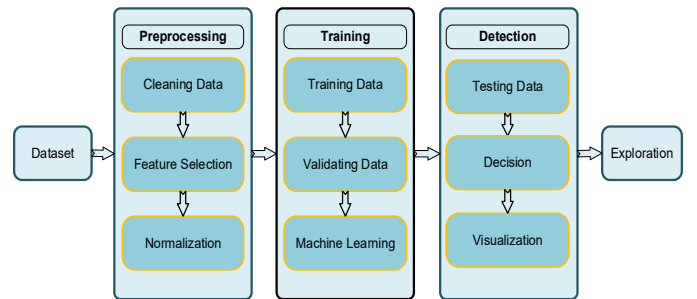 Dataset
Preprocessing
Cleaning Data
Feature Selection
Normalization
Training
Training Data
Validating Data
Machine Learning
Detection
Testing Data
Decision
Visualization
Exploration